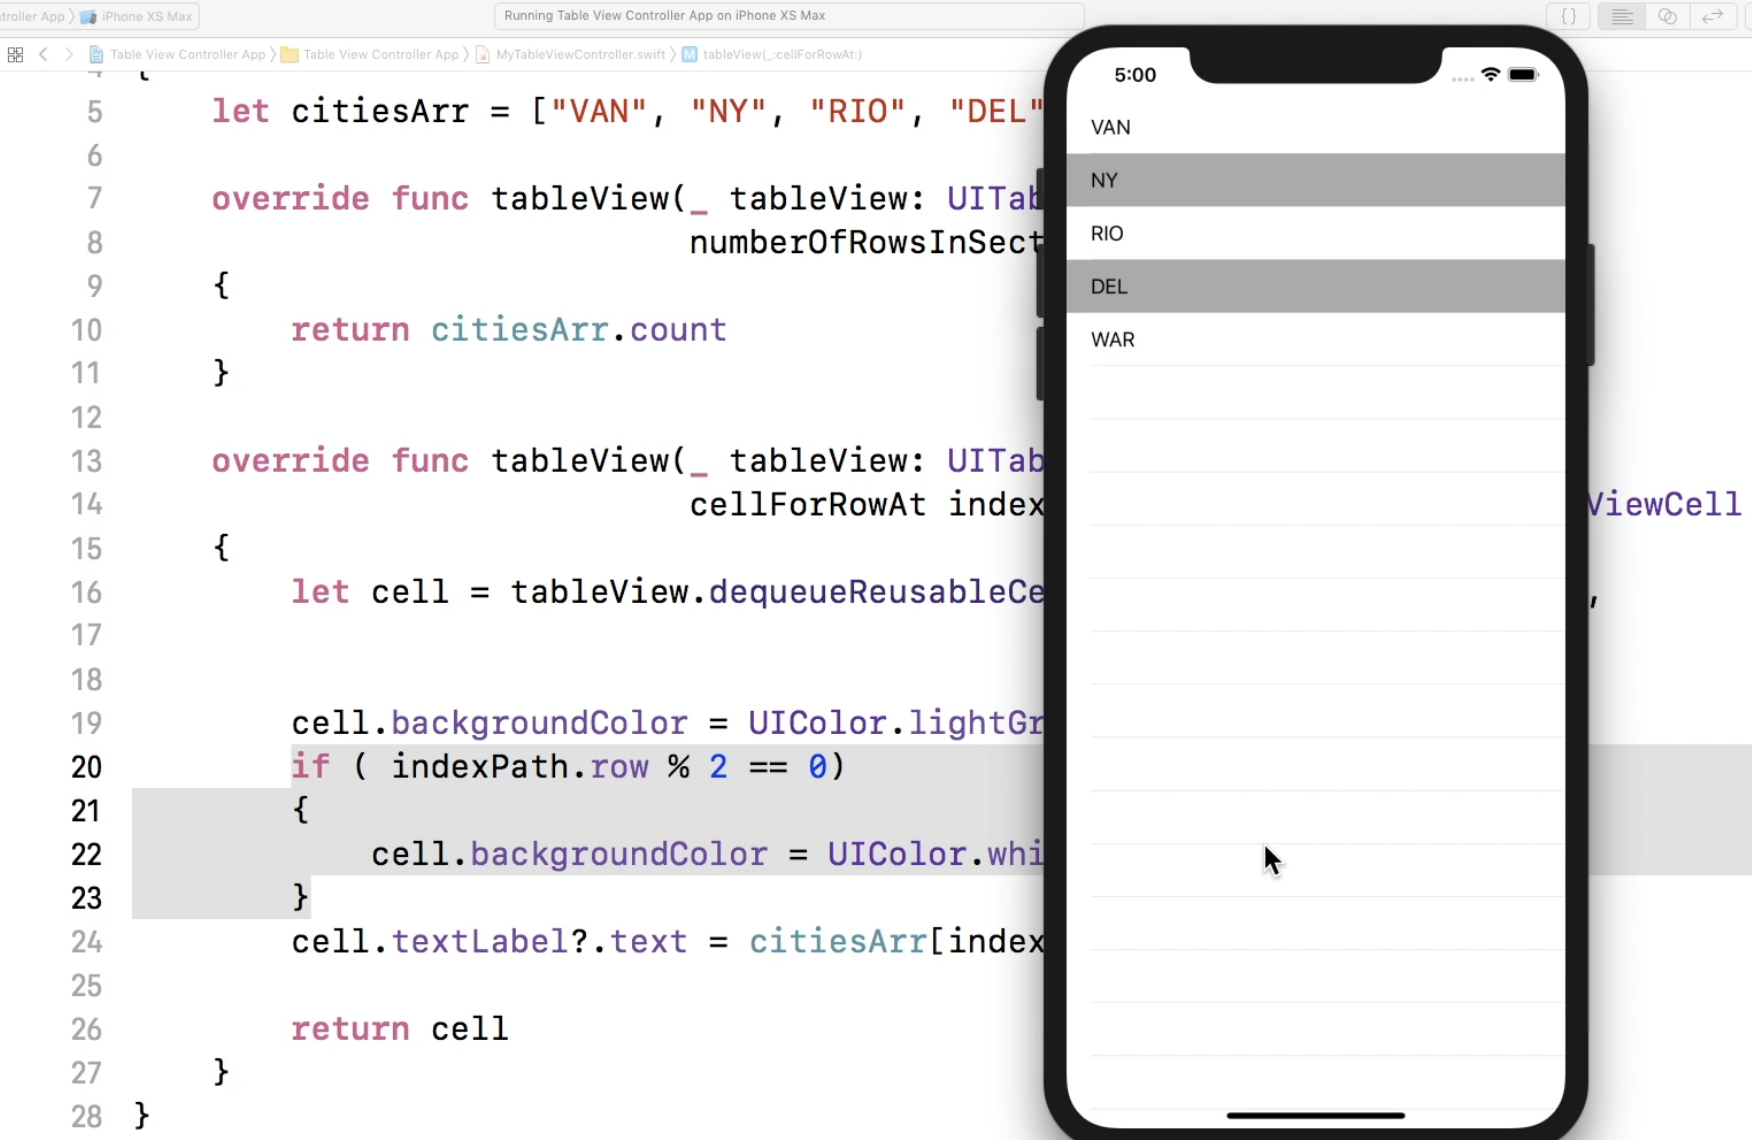 troller App 〉 iPhone XS Max
Running Table View Controller App on iPhone XS Max
{}
Table View Controller App 〉 Table View Controller App 〉 MyTableViewController.swift 〉 M tableView(_:cellForRowAt:)
4 {
5 let citiesArr = ["VAN", "NY", "RIO", "DEL"
6
7 override func tableView(_ tableView: UITab
8 numberOfRowsInSect
9 {
10 return citiesArr.count
11 }
12
13 override func tableView(_ tableView: UITab
14 cellForRowAt index ViewCell
15 {
16 let cell = tableView.dequeueReusableCe ,
17
18
19 cell.backgroundColor = UIColor.lightGr
20 if ( indexPath.row % 2 == 0)
21 {
22 cell.backgroundColor = UIColor.whi
23 }
24 cell.textLabel?.text = citiesArr[index
25
26 return cell
27 }
28 }
5:00
VAN
NY
RIO
DEL
WAR